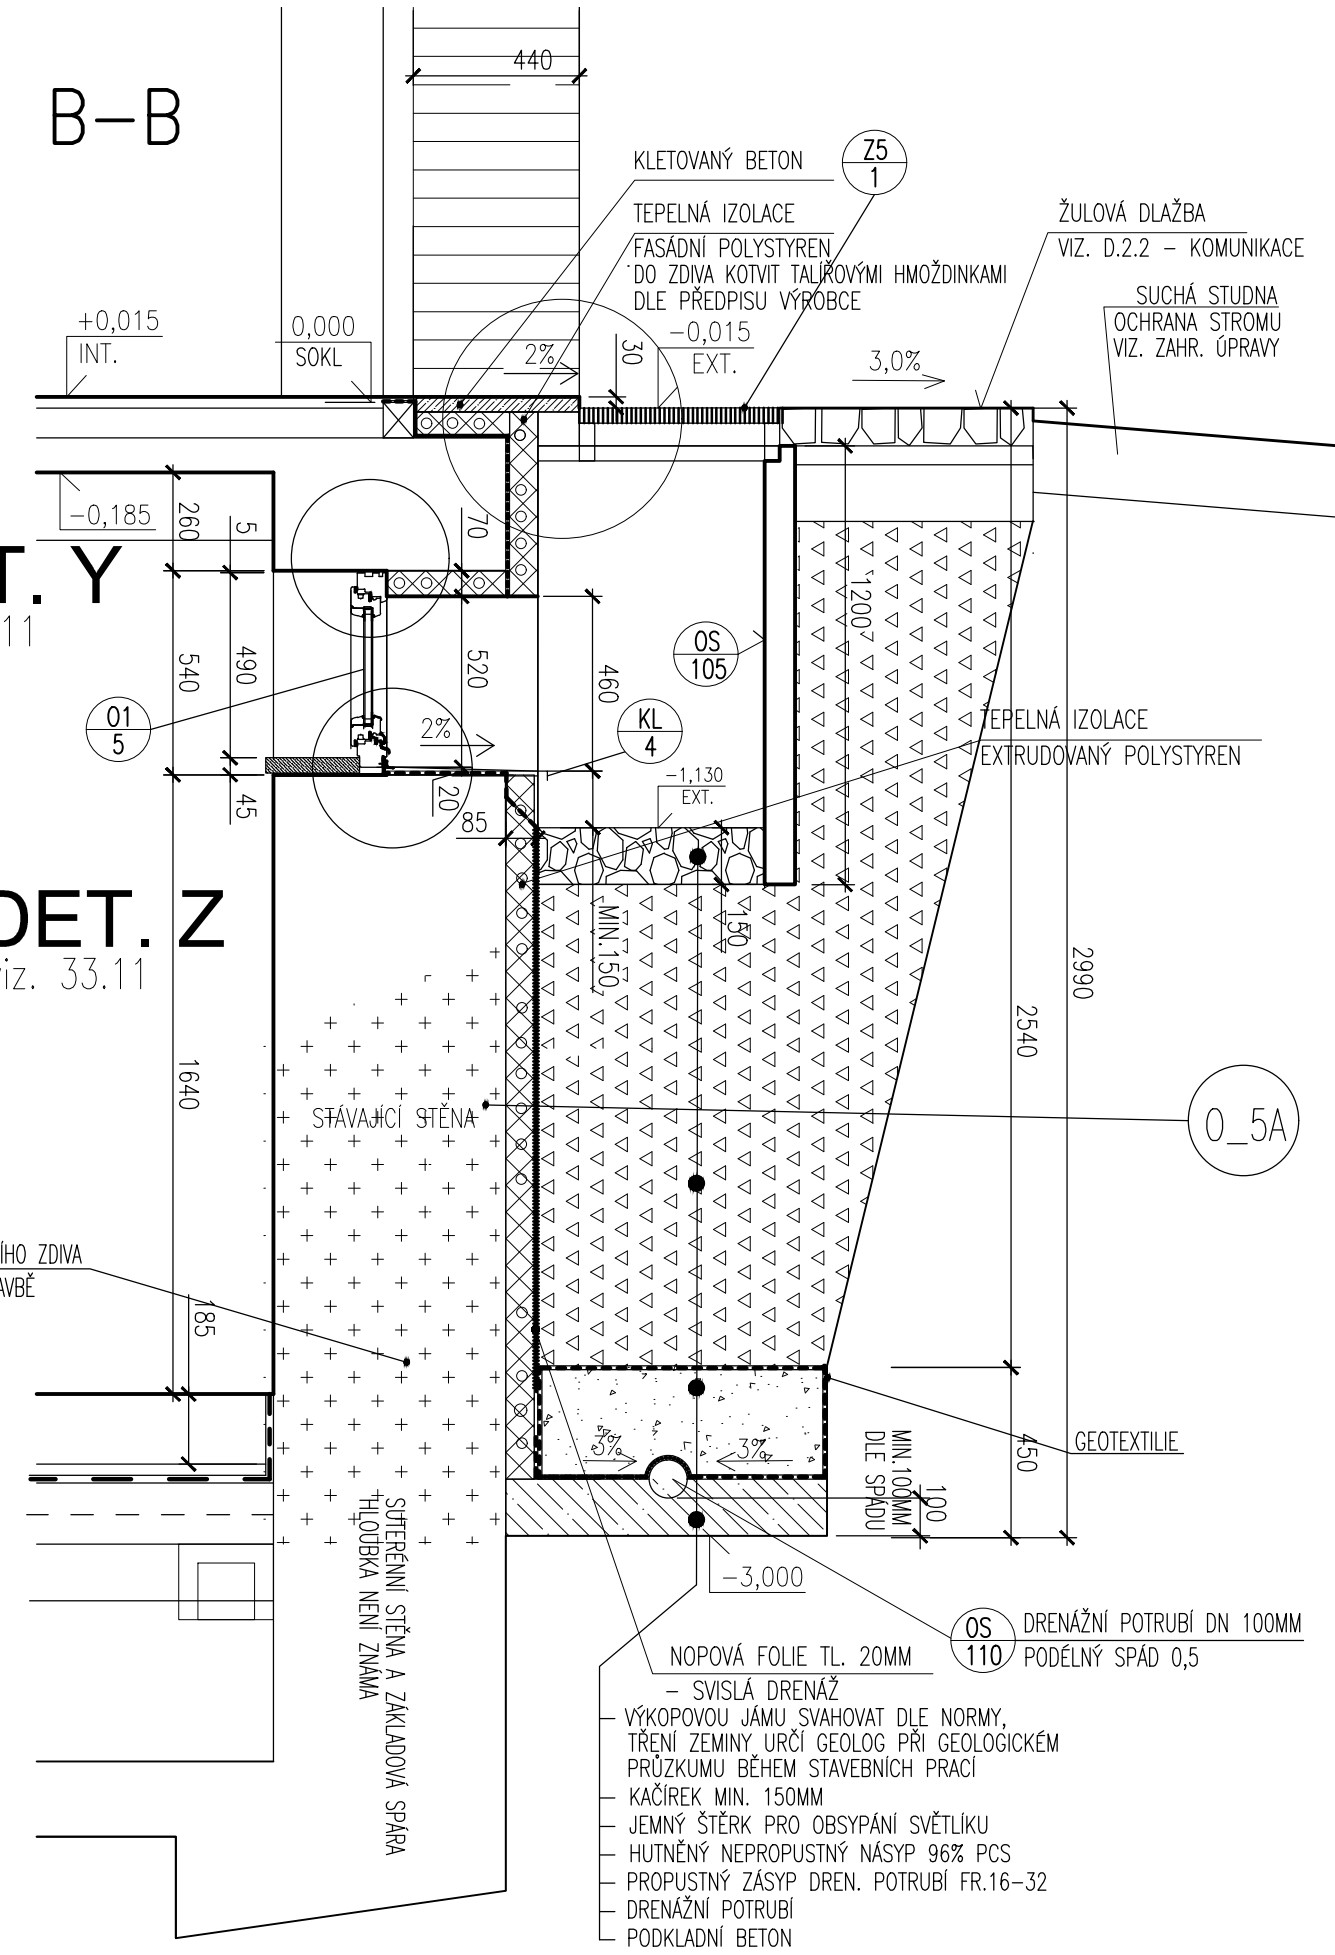 B-B
440
KLETOVANÝ BETON
Z5
1
TEPELNÁ IZOLACE
FASÁDNÍ POLYSTYREN
DO ZDIVA KOTVIT TALÍŘOVÝMI HMOŽDINKAMI
DLE PŘEDPISU VÝROBCE
ŽULOVÁ DLAŽBA
VIZ. D.2.2 - KOMUNIKACE
SUCHÁ STUDNA
OCHRANA STROMU
VIZ. ZAHR. ÚPRAVY
+0,015
INT.
0,000
SOKL
2%
30
-0,015
EXT.
3,0%
-0,185
260
5
70
T. Y
11
1200
540
490
520
460
OS
105
O1
5
2%
KL
4
TEPELNÁ IZOLACE
EXTRUDOVANÝ POLYSTYREN
-1,130
EXT.
45
20
85
DET. Z
viz. 33.11
MIN.150
150
2990
2540
1640
STÁVAJÍCÍ STĚNA
O_5A
ÍHO ZDIVA
AVBĚ
185
3%
3%
MIN.100MM
DLE SPÁDU
100
450
GEOTEXTILIE
SUTERÉNNÍ STĚNA A ZÁKLADOVÁ SPÁRA
HLOUBKA NENÍ ZNÁMA
-3,000
OS
110
DRENÁŽNÍ POTRUBÍ DN 100MM
PODÉLNÝ SPÁD 0,5
NOPOVÁ FOLIE TL. 20MM
- SVISLÁ DRENÁŽ
VÝKOPOVOU JÁMU SVAHOVAT DLE NORMY,
TŘENÍ ZEMINY URČÍ GEOLOG PŘI GEOLOGICKÉM
PRŮZKUMU BĚHEM STAVEBNÍCH PRACÍ
KAČÍREK MIN. 150MM
JEMNÝ ŠTĚRK PRO OBSYPÁNÍ SVĚTLÍKU
HUTNĚNÝ NEPROPUSTNÝ NÁSYP 96% PCS
PROPUSTNÝ ZÁSYP DREN. POTRUBÍ FR.16-32
DRENÁŽNÍ POTRUBÍ
PODKLADNÍ BETON